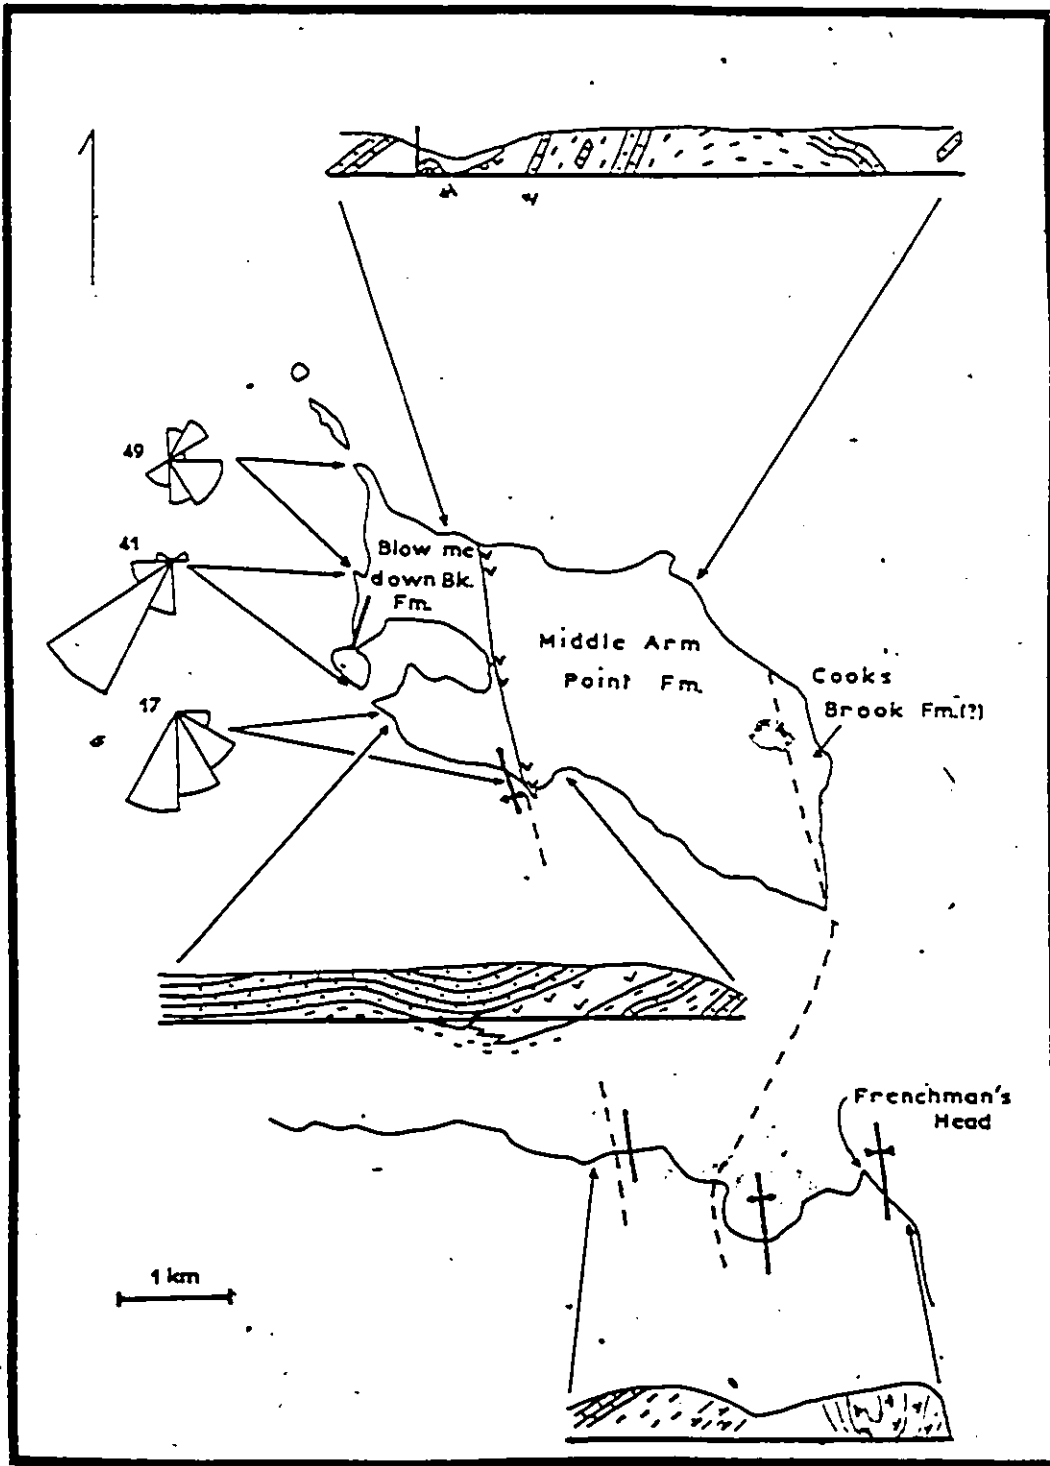 49
Blow me
down Bk.
Fm.
41
Middle Arm
Point Fm.
Cooks
Brook Fm.(?)
17
Frenchman's
Head
1 km